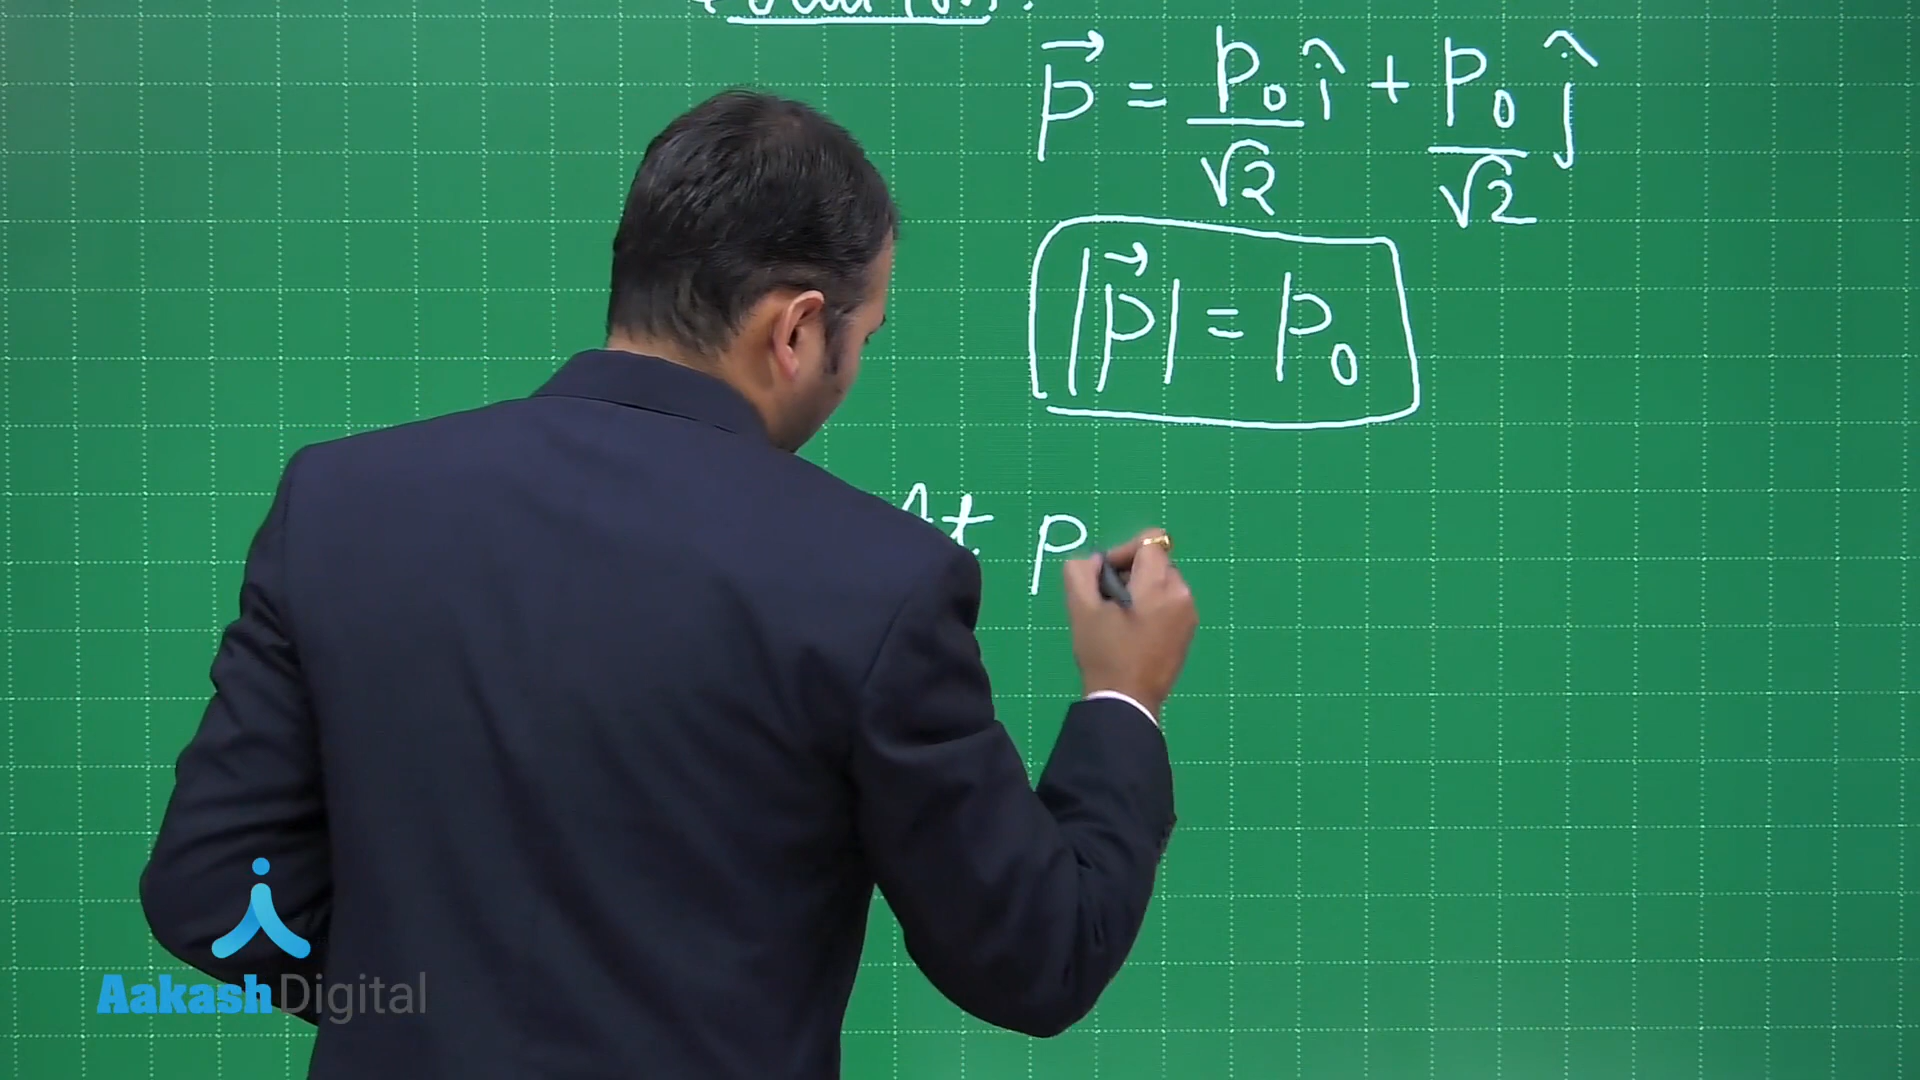 p⃗ = p₀/√2 î + p₀/√2 ĵ
|p⃗| = p₀
At p
Aakash Digital